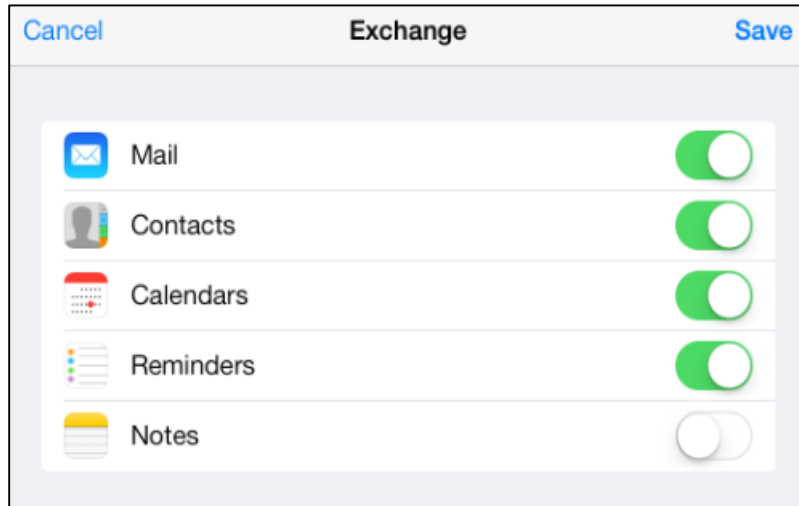 Cancel Exchange Save
Mail
Contacts
Calendars
Reminders
Notes